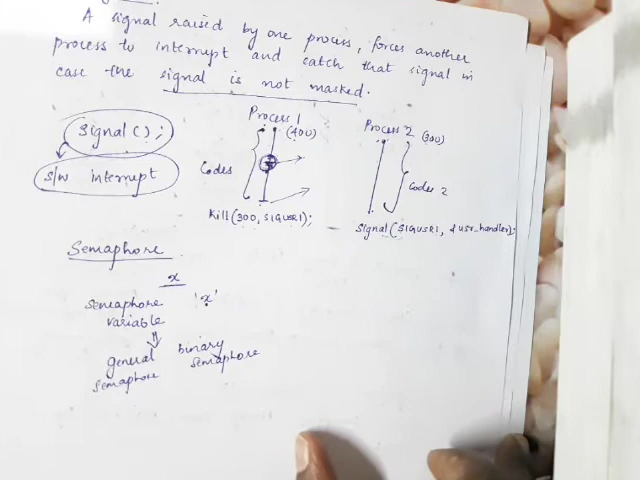 A signal raised by one process, forces another
process to interrupt and catch that signal in
case the signal is not masked.
Signal();
s/w interrupt
Process 1
(400)
Codes
Kill(300, SIGUSR1);
Process 2 (300)
Codes 2
Signal(SIGUSR1, &usr_handler);
Semaphore
x
semaphore 'x'
variable
general binary
semaphore semaphore